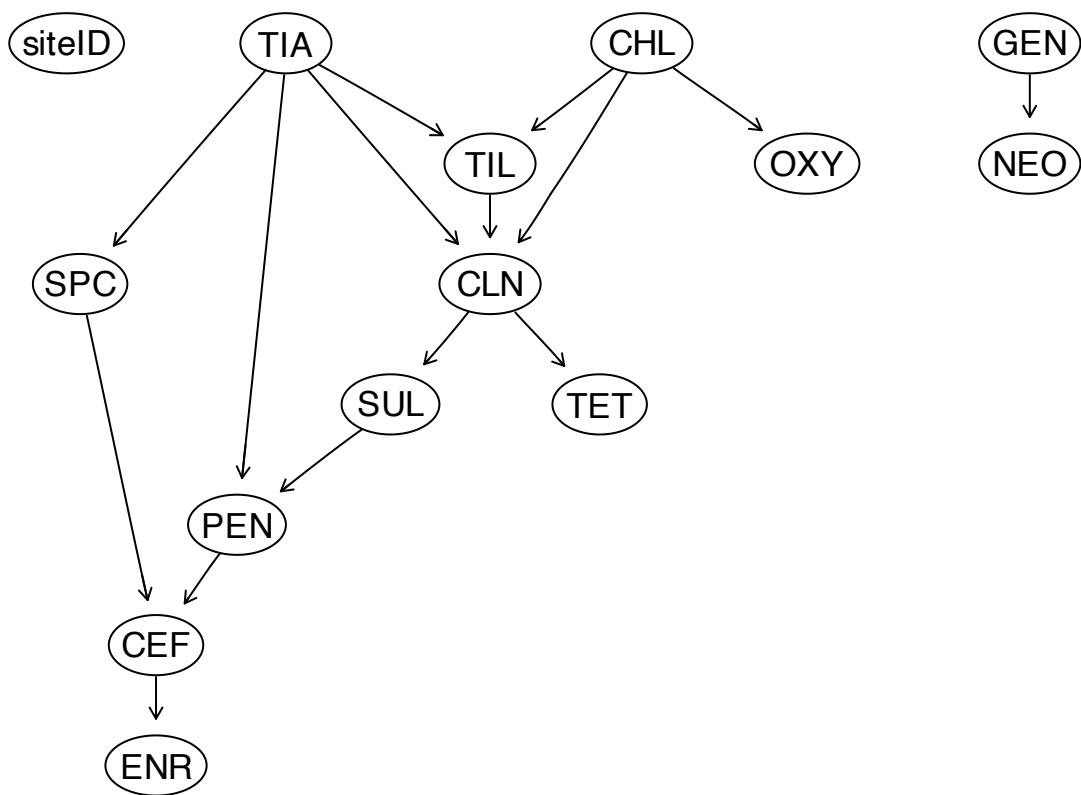 siteID
TIA
CHL
GEN
TIL
OXY
NEO
SPC
CLN
SUL
TET
PEN
CEF
ENR